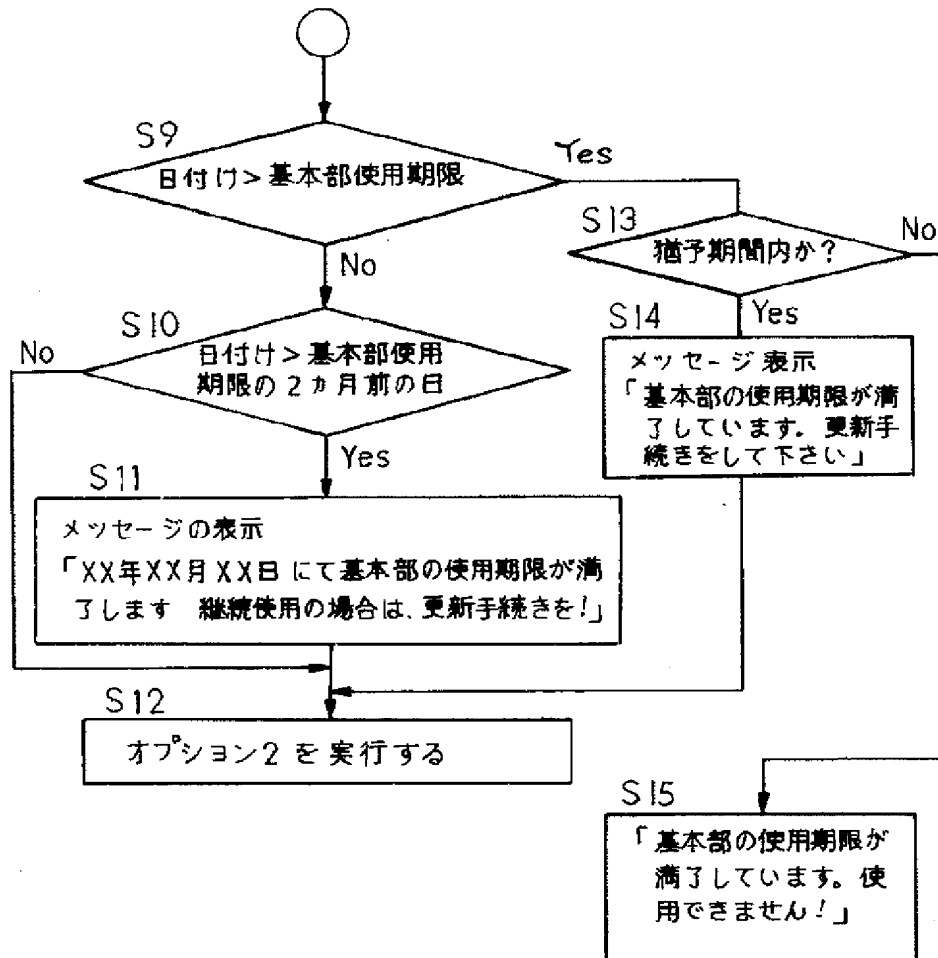 S9
日付け>基本部使用期限
Yes
No
S13
猶予期間内か?
No
Yes
S10
日付け>基本部使用
期限の2カ月前の日
No
Yes
S14
メッセージ表示
「基本部の使用期限が満
了しています。更新手
続きをして下さい」
S11
メッセージの表示
「XX年XX月XX日にて基本部の使用期限が満
了します 継続使用の場合は、更新手続きを!」
S12
オプション2を実行する
S15
「基本部の使用期限が
満了しています。使
用できません!」